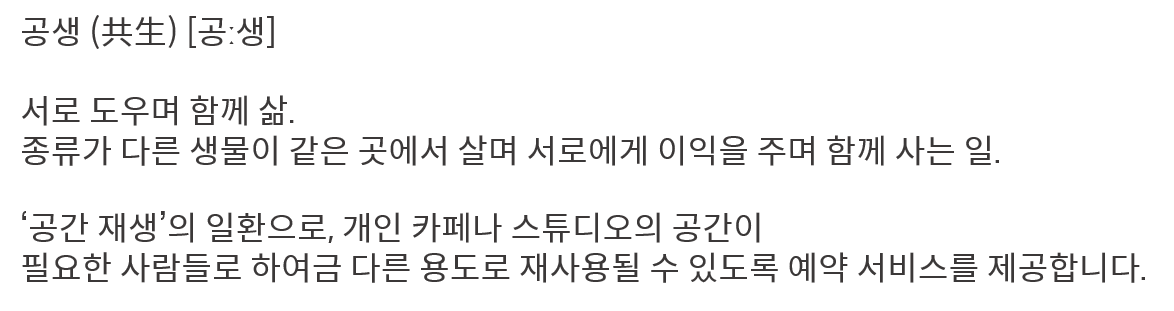 공생 (共生) [공ː생]
서로 도우며 함께 삶.
종류가 다른 생물이 같은 곳에서 살며 서로에게 이익을 주며 함께 사는 일.
‘공간 재생’의 일환으로, 개인 카페나 스튜디오의 공간이
필요한 사람들로 하여금 다른 용도로 재사용될 수 있도록 예약 서비스를 제공합니다.